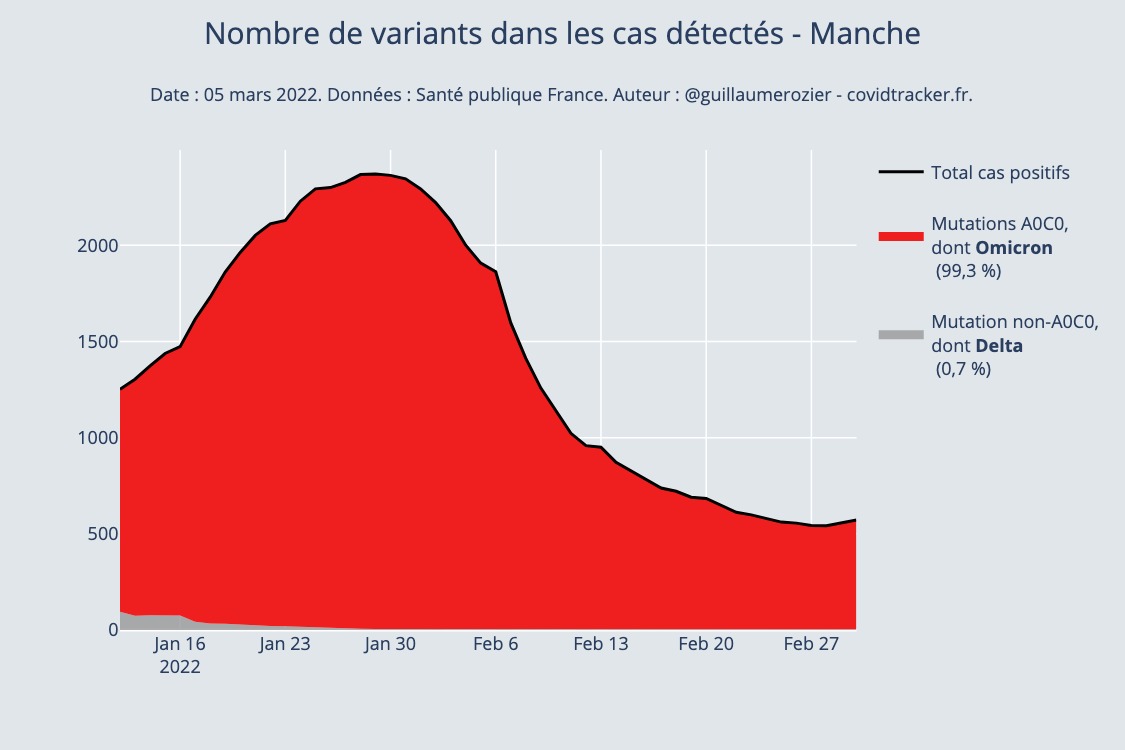 Nombre de variants dans les cas détectés - Manche
Date : 05 mars 2022. Données : Santé publique France. Auteur : @guillaumerozier - covidtracker.fr.
Total cas positifs
Mutations A0C0,
dont Omicron
(99,3 %)
Mutation non-A0C0,
dont Delta
(0,7 %)
2000
1500
1000
500
0
Jan 16
2022
Jan 23
Jan 30
Feb 6
Feb 13
Feb 20
Feb 27